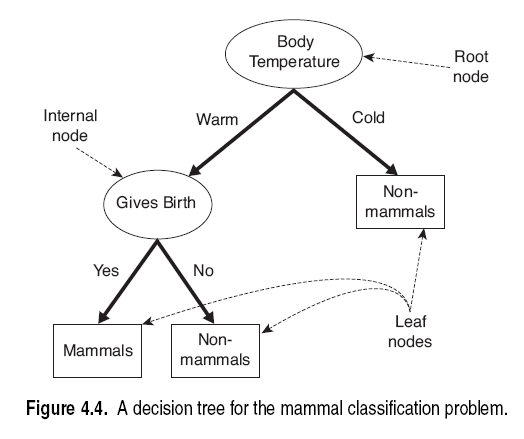 Body
Temperature
Root
node
Internal
node
Warm
Cold
Gives Birth
Non-
mammals
Yes
No
Mammals
Non-
mammals
Leaf
nodes
Figure 4.4. A decision tree for the mammal classification problem.